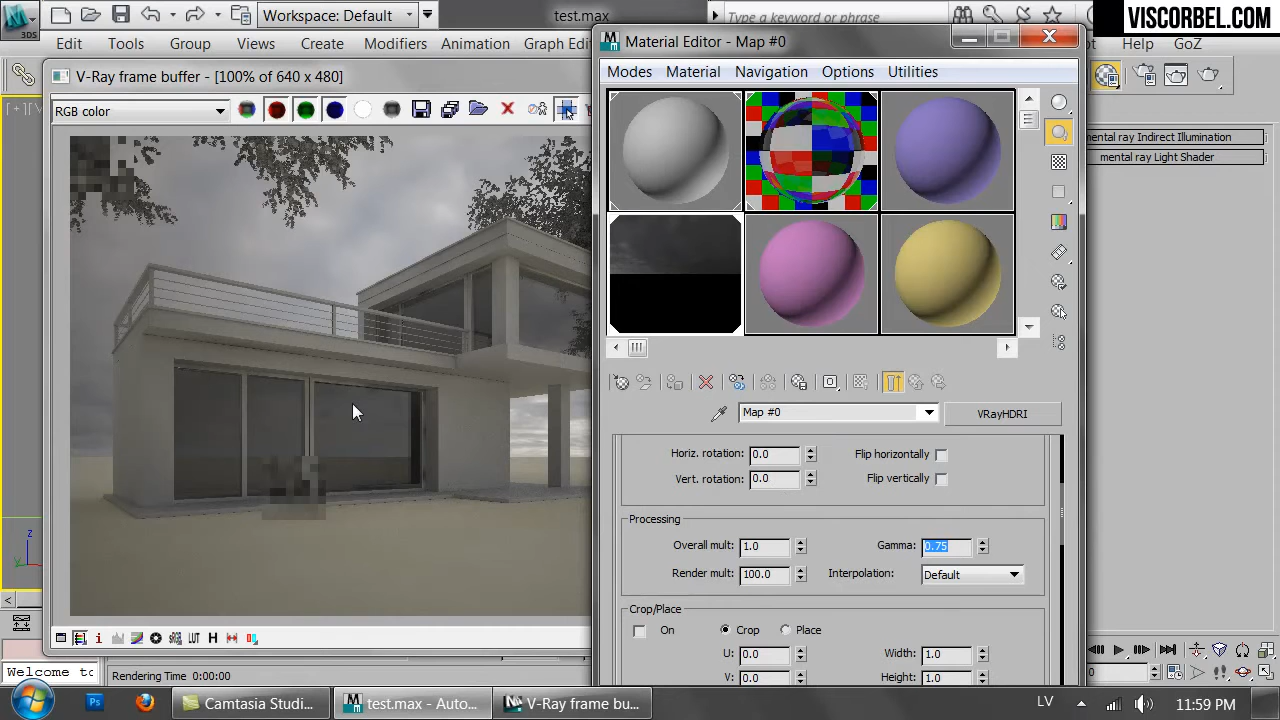 3DS
Workspace: Default
test.max
Type a keyword or phrase
VISCORBEL.COM
Edit Tools Group Views Create Modifiers Animation Graph Edit
Help GoZ
V-Ray frame buffer - [100% of 640 x 480]
RGB color
Material Editor - Map #0
Modes Material Navigation Options Utilities
mental ray Indirect Illumination
mental ray Light Shader
Map #0
VRayHDRI
Horiz. rotation: 0.0 Flip horizontally
Vert. rotation: 0.0 Flip vertically
Processing
Overall mult: 1.0 Gamma: 0.75
Render mult: 100.0 Interpolation: Default
Crop/Place
On Crop Place
U: 0.0 Width: 1.0
V: 0.0 Height: 1.0
z
sRGB LUT H
Welcome to
Rendering Time 0:00:00
Camtasia Studi...
test.max - Auto...
V-Ray frame bu...
LV
11:59 PM